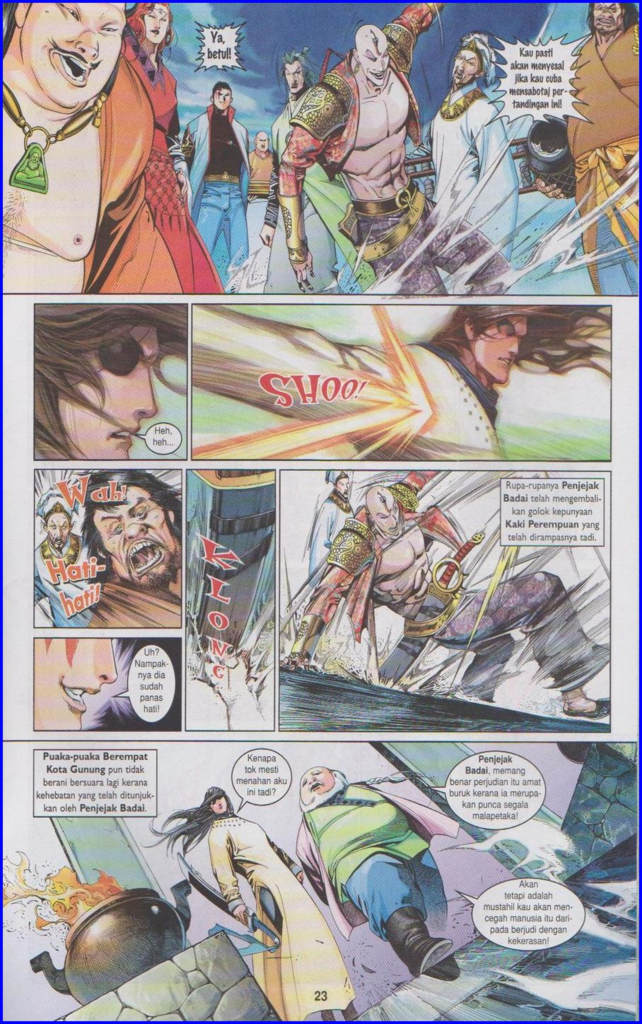 Ya,
betul!
Kau pasti
akan menyesal
jika kau cuba
mensabotaj per-
tandingan ini!
Heh,
heh...
SHOO!
Wah!
Hati-
hati!
KLONG
Rupa-rupanya Penjejak
Badai telah mengembali-
kan golok kepunyaan
Kaki Perempuan yang
telah dirampasnya tadi.
Uh?
Nampak-
nya dia
sudah
panas
hati!
Puaka-puaka Berempat
Kota Gunung pun tidak
berani bersuara lagi kerana
kehebatan yang telah ditunjuk-
kan oleh Penjejak Badai.
Kenapa
tok mesti
menahan aku
ini tadi?
Penjejak
Badai, memang
benar perjudian itu amat
buruk kerana ia merupa-
kan punca segala
malapetaka!
Akan
tetapi adalah
mustahil kau akan men-
cegah manusia itu dari-
pada berjudi dengan
kekerasan!
23